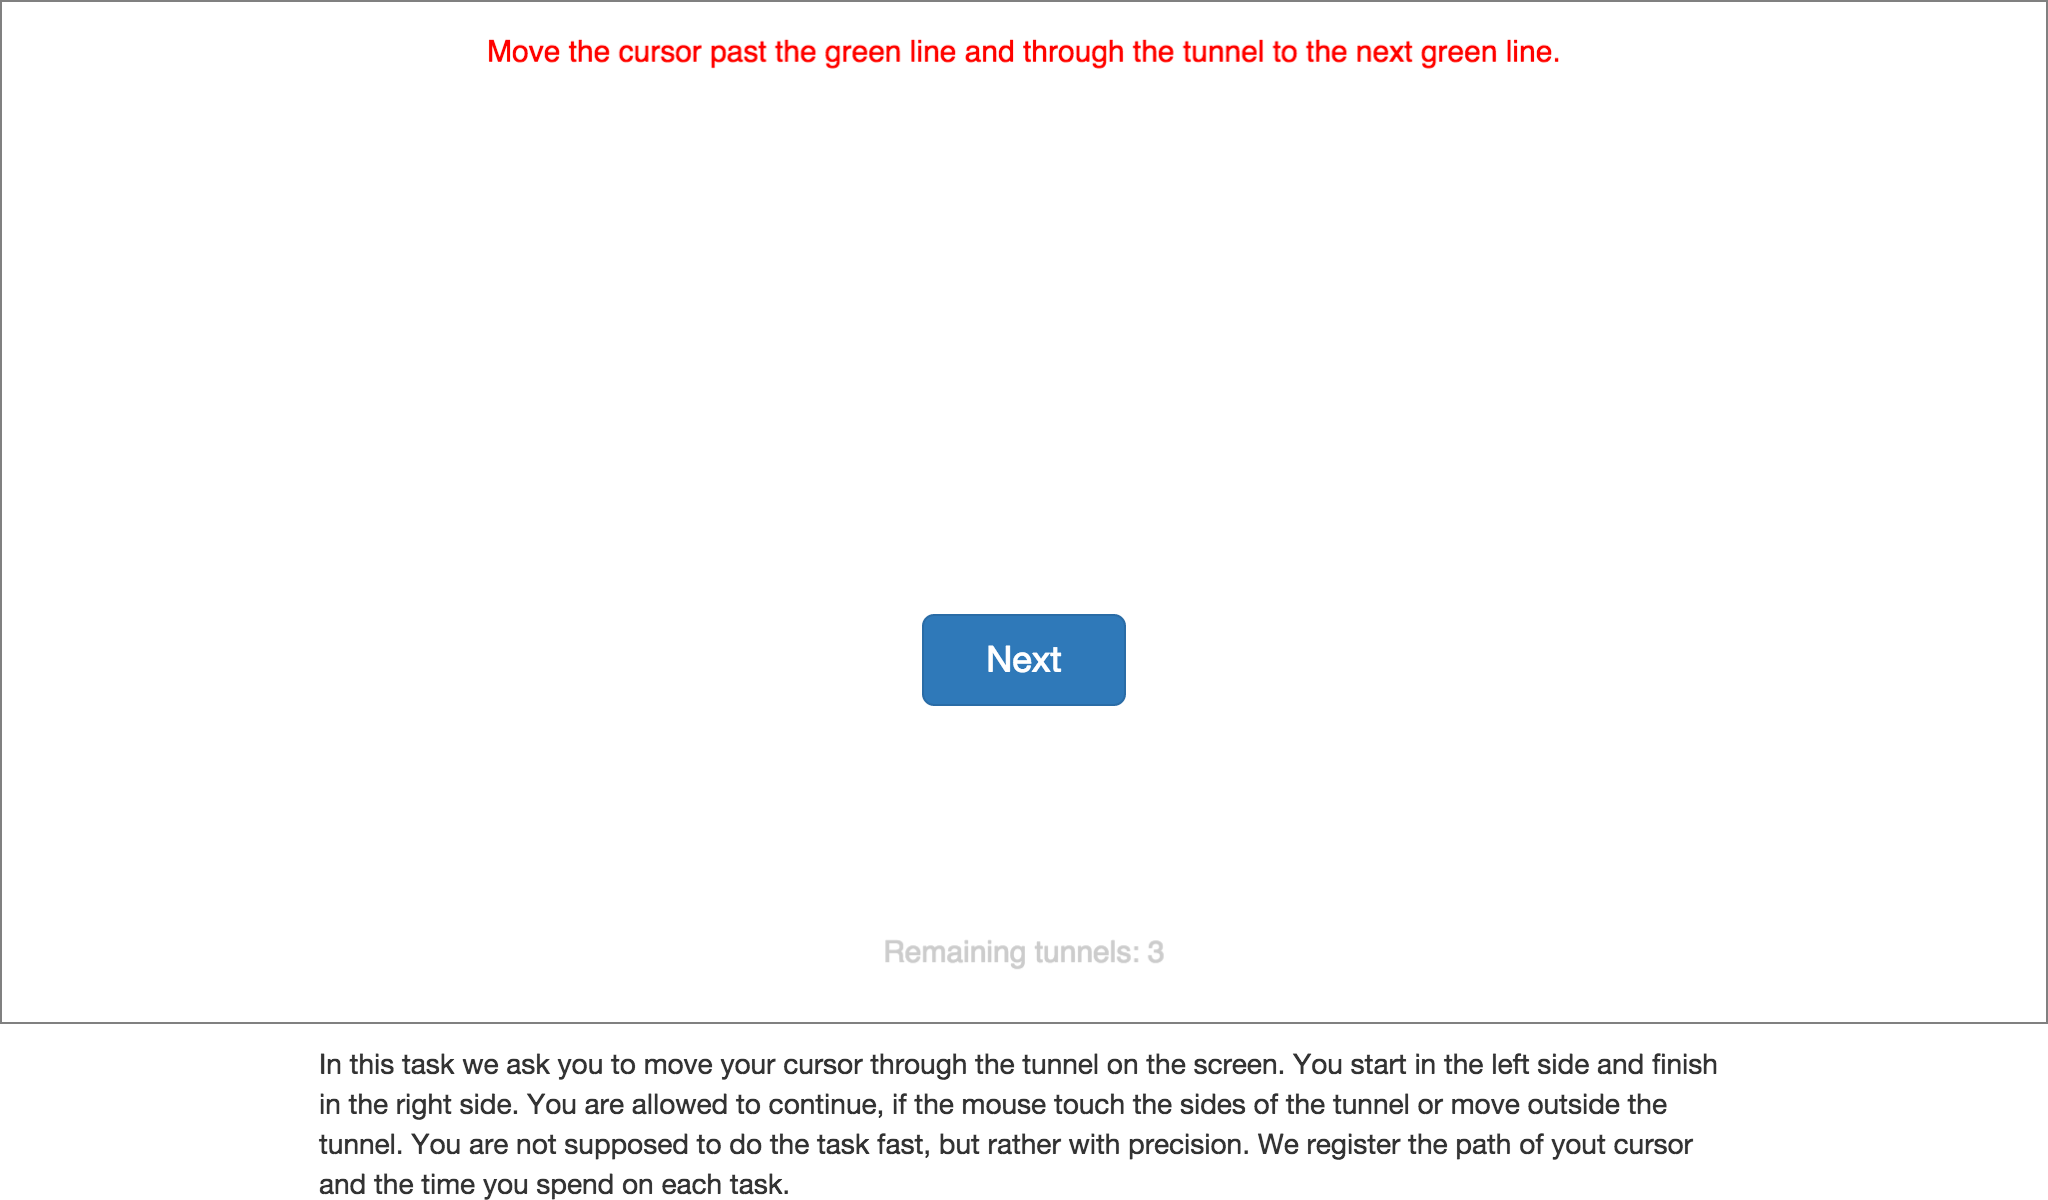 Move the cursor past the green line and through the tunnel to the next green line.
Next
Remaining tunnels: 3
In this task we ask you to move your cursor through the tunnel on the screen. You start in the left side and finish
in the right side. You are allowed to continue, if the mouse touch the sides of the tunnel or move outside the
tunnel. You are not supposed to do the task fast, but rather with precision. We register the path of yout cursor
and the time you spend on each task.